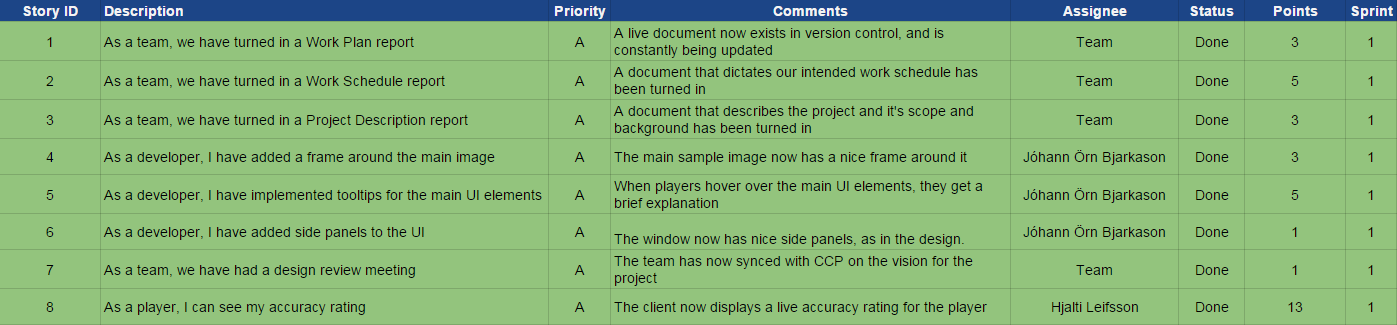 Story ID Description Priority Comments Assignee Status Points Sprint
1 As a team, we have turned in a Work Plan report A A live document now exists in version control, and is constantly being updated Team Done 3 1
2 As a team, we have turned in a Work Schedule report A A document that dictates our intended work schedule has been turned in Team Done 5 1
3 As a team, we have turned in a Project Description report A A document that describes the project and it's scope and background has been turned in Team Done 3 1
4 As a developer, I have added a frame around the main image A The main sample image now has a nice frame around it Jóhann Örn Bjarkason Done 3 1
5 As a developer, I have implemented tooltips for the main UI elements A When players hover over the main UI elements, they get a brief explanation Jóhann Örn Bjarkason Done 5 1
6 As a developer, I have added side panels to the UI A The window now has nice side panels, as in the design. Jóhann Örn Bjarkason Done 1 1
7 As a team, we have had a design review meeting A The team has now synced with CCP on the vision for the project Team Done 1 1
8 As a player, I can see my accuracy rating A The client now displays a live accuracy rating for the player Hjalti Leifsson Done 13 1